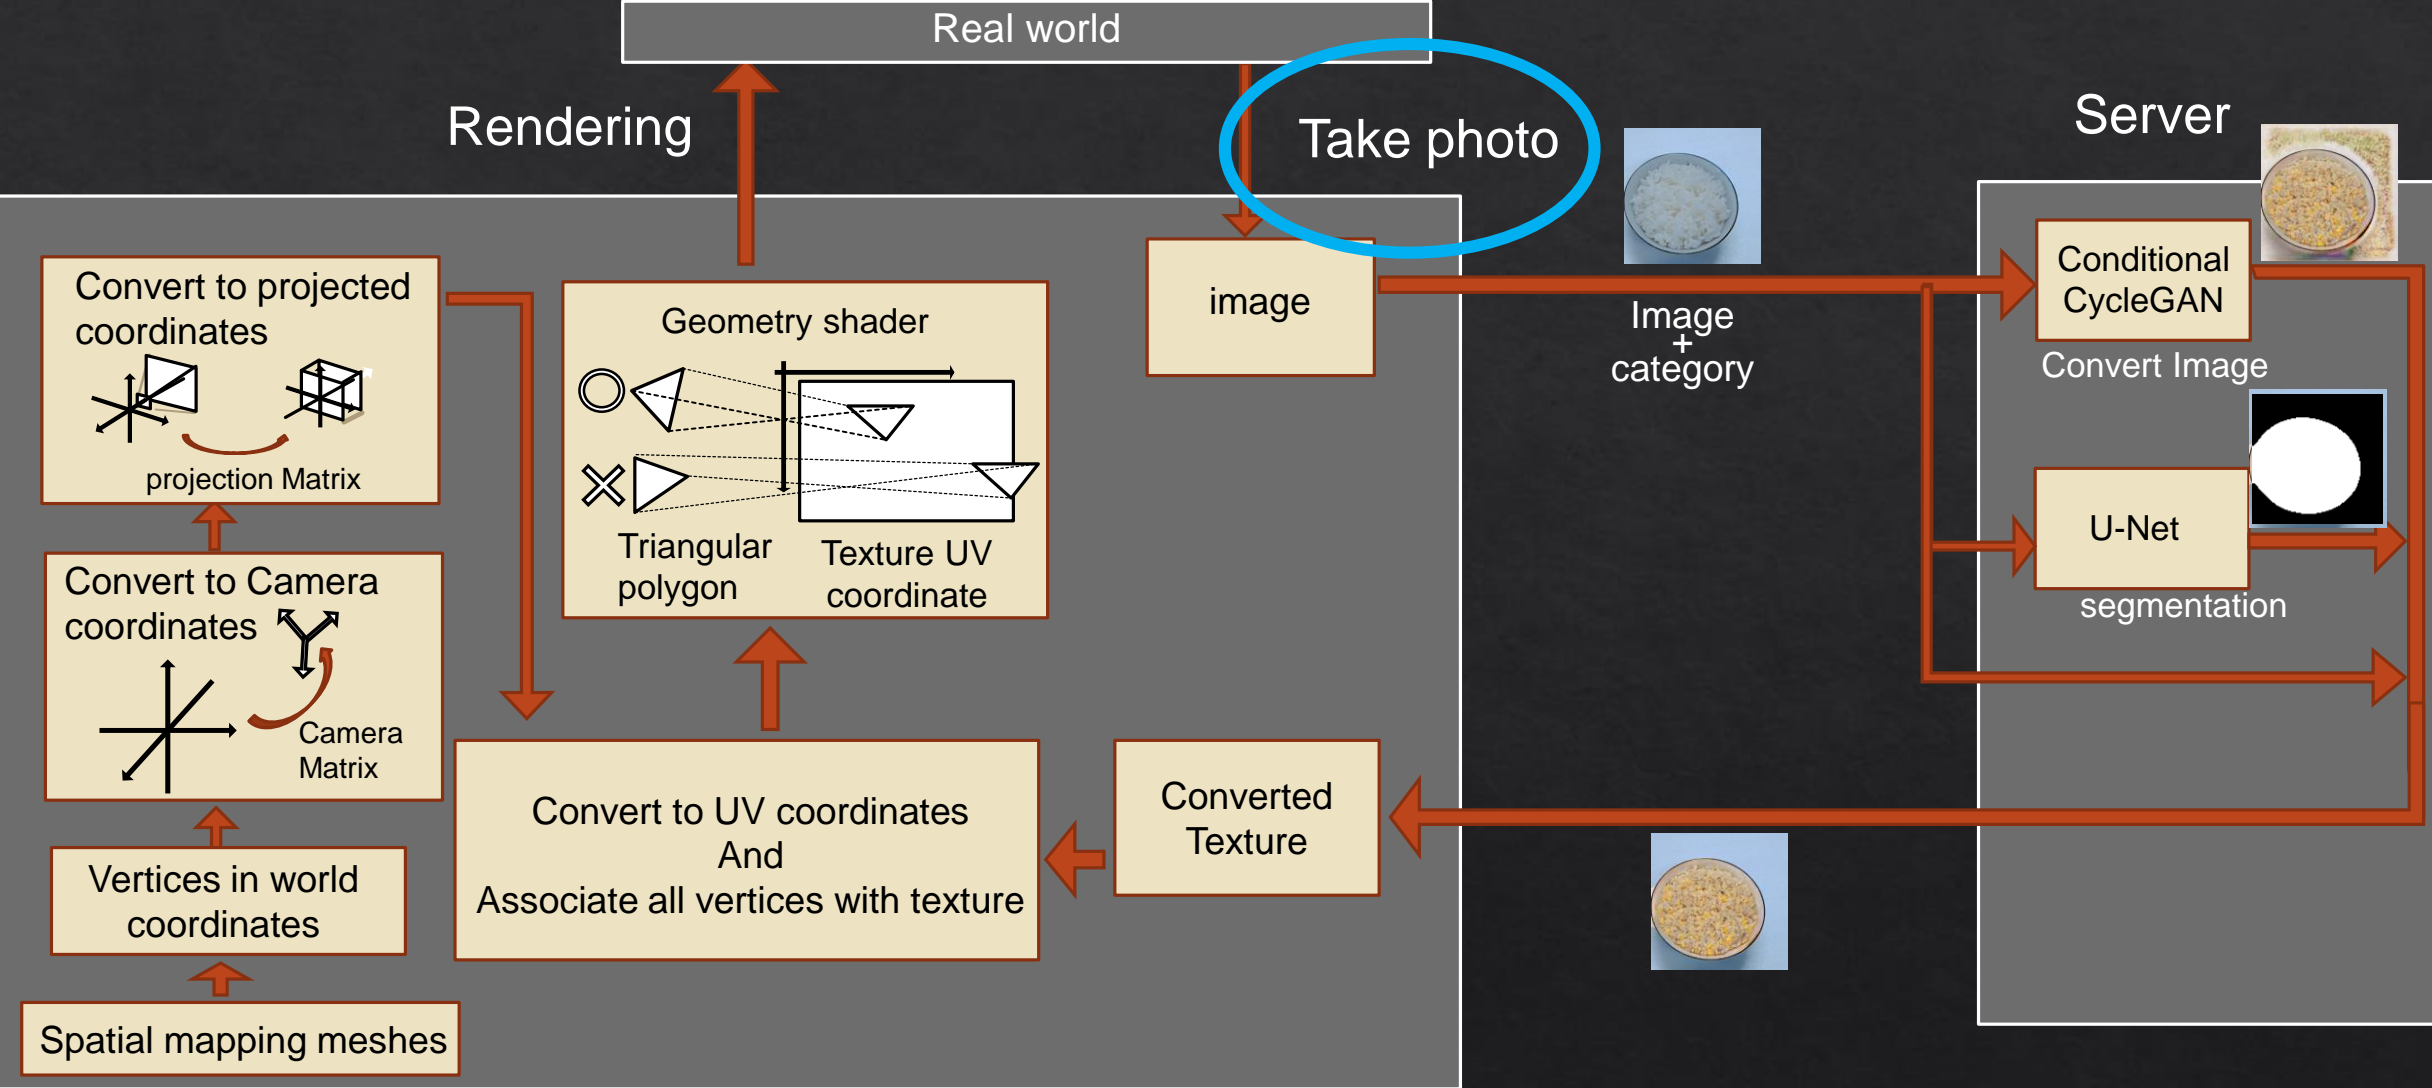 Real world
Rendering
Take photo
Server
Convert to projected
coordinates
projection Matrix
Geometry shader
Triangular
polygon
Texture UV
coordinate
image
Image
+
category
Conditional
CycleGAN
Convert Image
U-Net
segmentation
Convert to Camera
coordinates
Camera
Matrix
Convert to UV coordinates
And
Associate all vertices with texture
Converted
Texture
Vertices in world
coordinates
Spatial mapping meshes